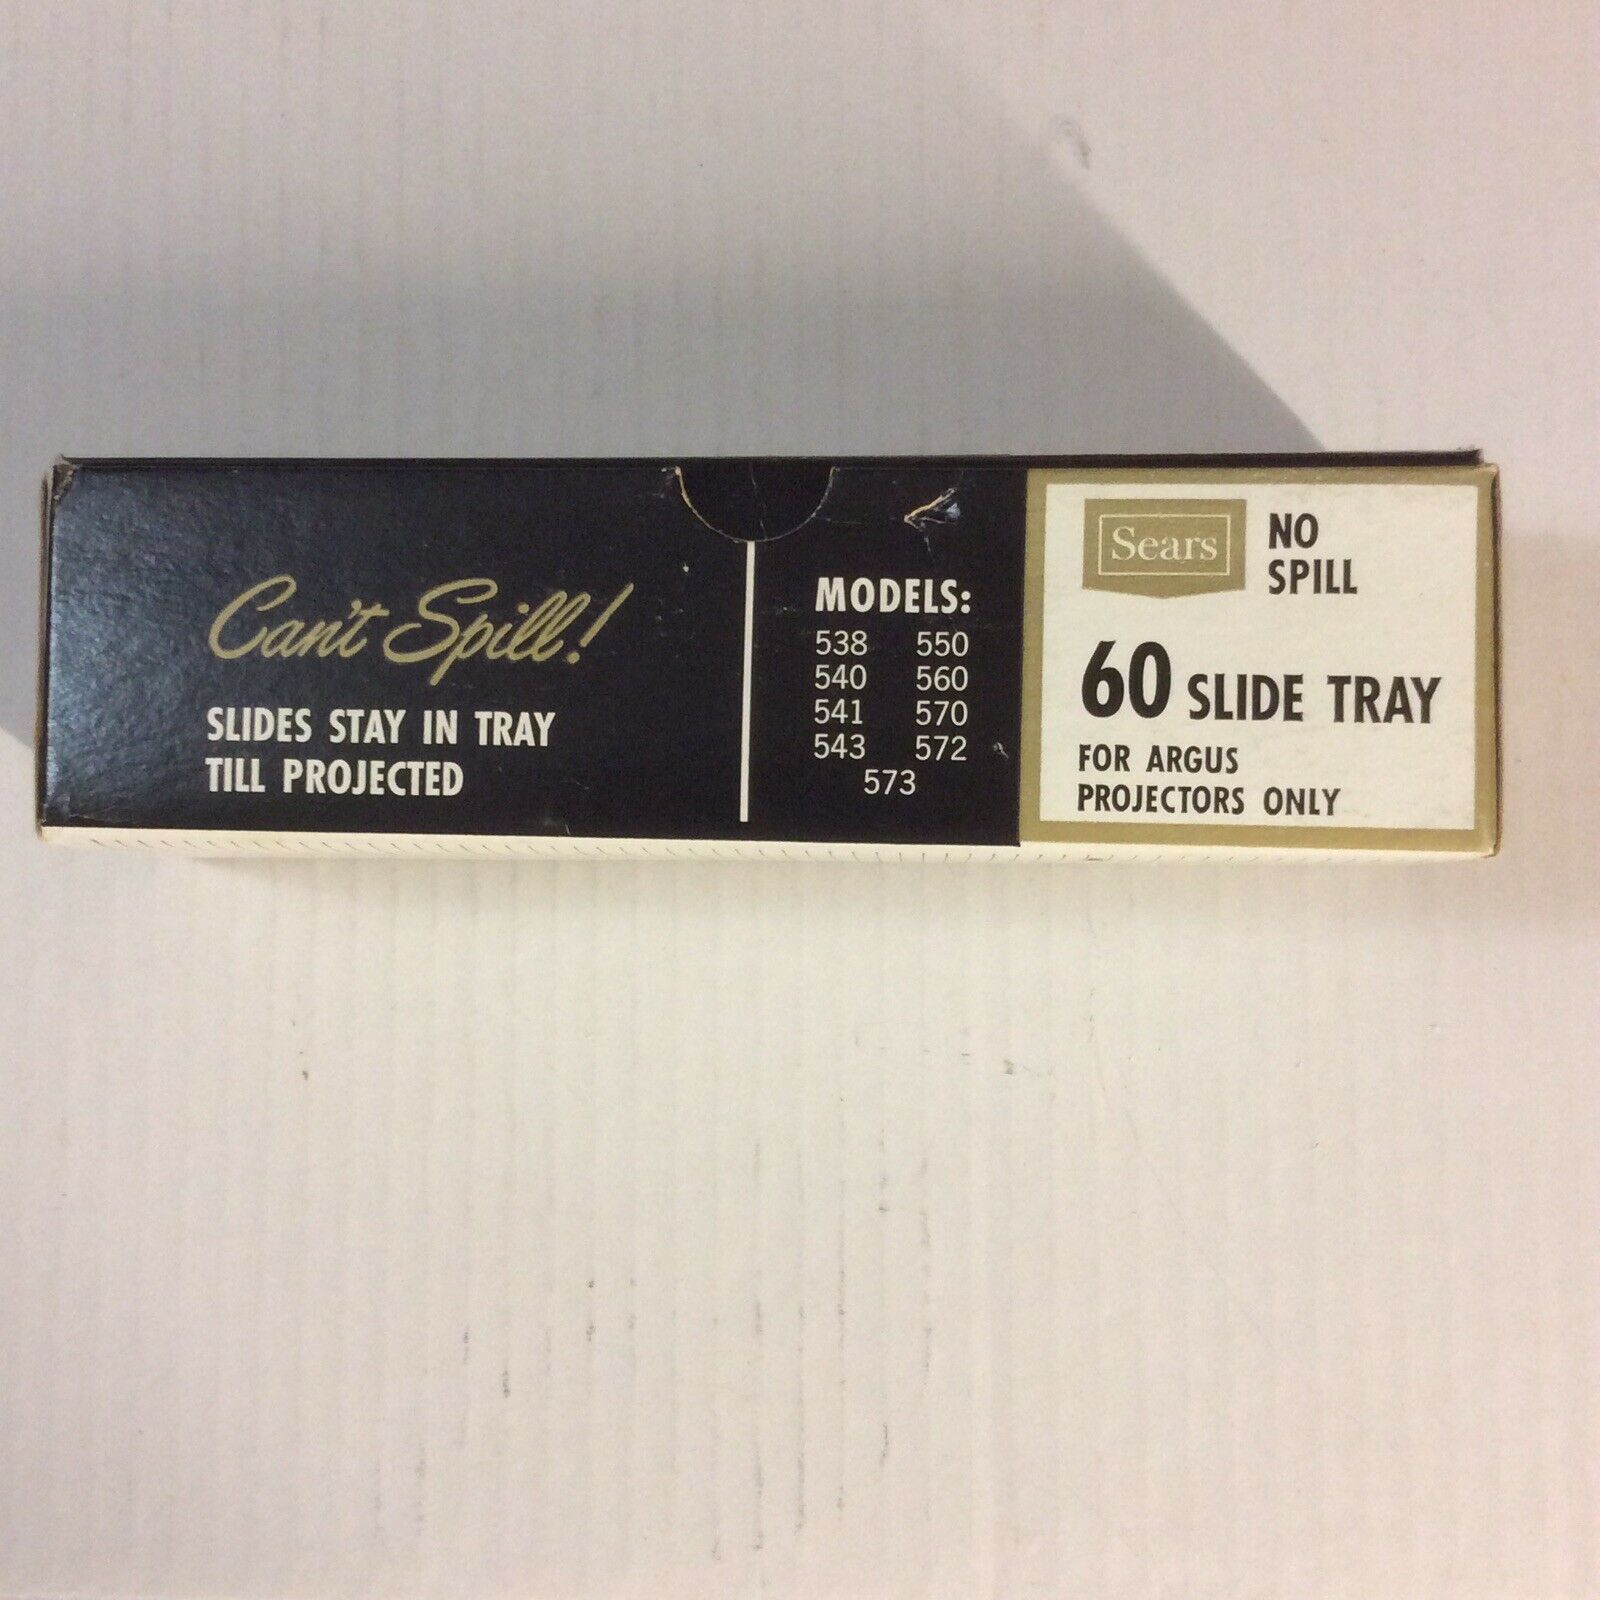 Can't Spill!
SLIDES STAY IN TRAY
TILL PROJECTED
MODELS:
538 550
540 560
541 570
543 572
573
Sears
NO
SPILL
60 SLIDE TRAY
FOR ARGUS
PROJECTORS ONLY